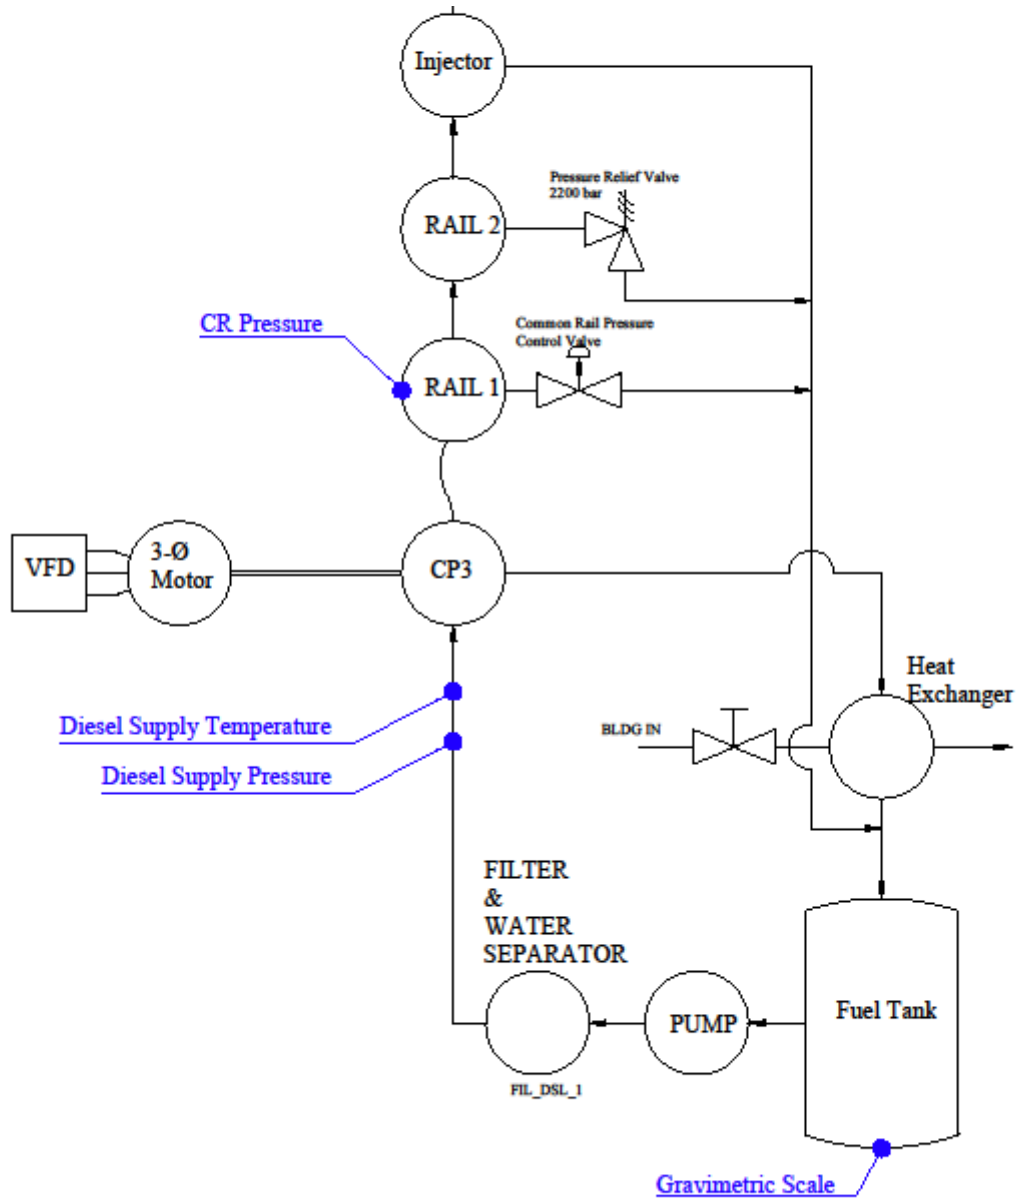 Injector
Pressure Relief Valve
2200 bar
RAIL 2
CR Pressure
Common Rail Pressure
Control Valve
RAIL 1
VFD
3-Ø
Motor
CP3
Heat
Exchanger
Diesel Supply Temperature
BLDG IN
Diesel Supply Pressure
FILTER
&
WATER
SEPARATOR
PUMP
Fuel Tank
FIL_DSL_1
Gravimetric Scale